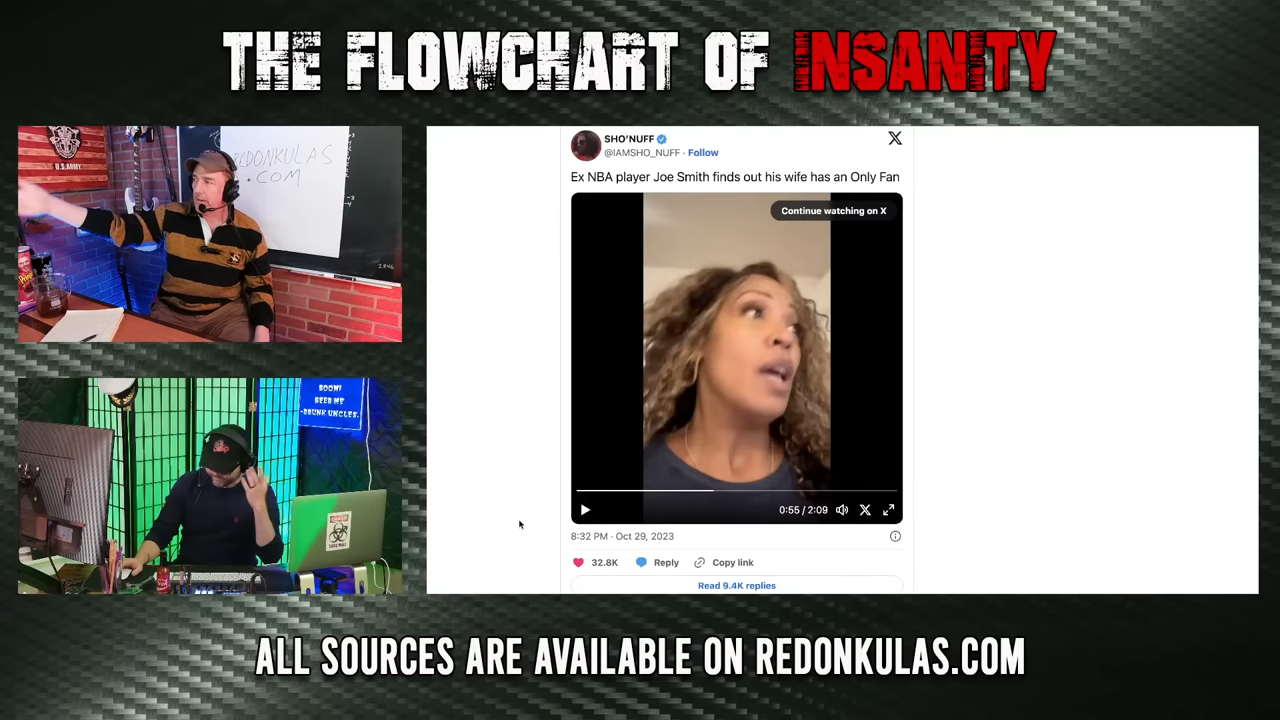 THE FLOWCHART OF INSANITY
U.S. ARMY
REDONKULAS
.COM
SHO'NUFF
@IAMSHO_NUFF · Follow
Ex NBA player Joe Smith finds out his wife has an Only Fan
Continue watching on X
0:55 / 2:09
8:32 PM · Oct 29, 2023
32.8K
Reply
Copy link
Read 9.4K replies
BOOM!
BEER ME
-DRUNK UNCLES.
ALL SOURCES ARE AVAILABLE ON REDONKULAS.COM